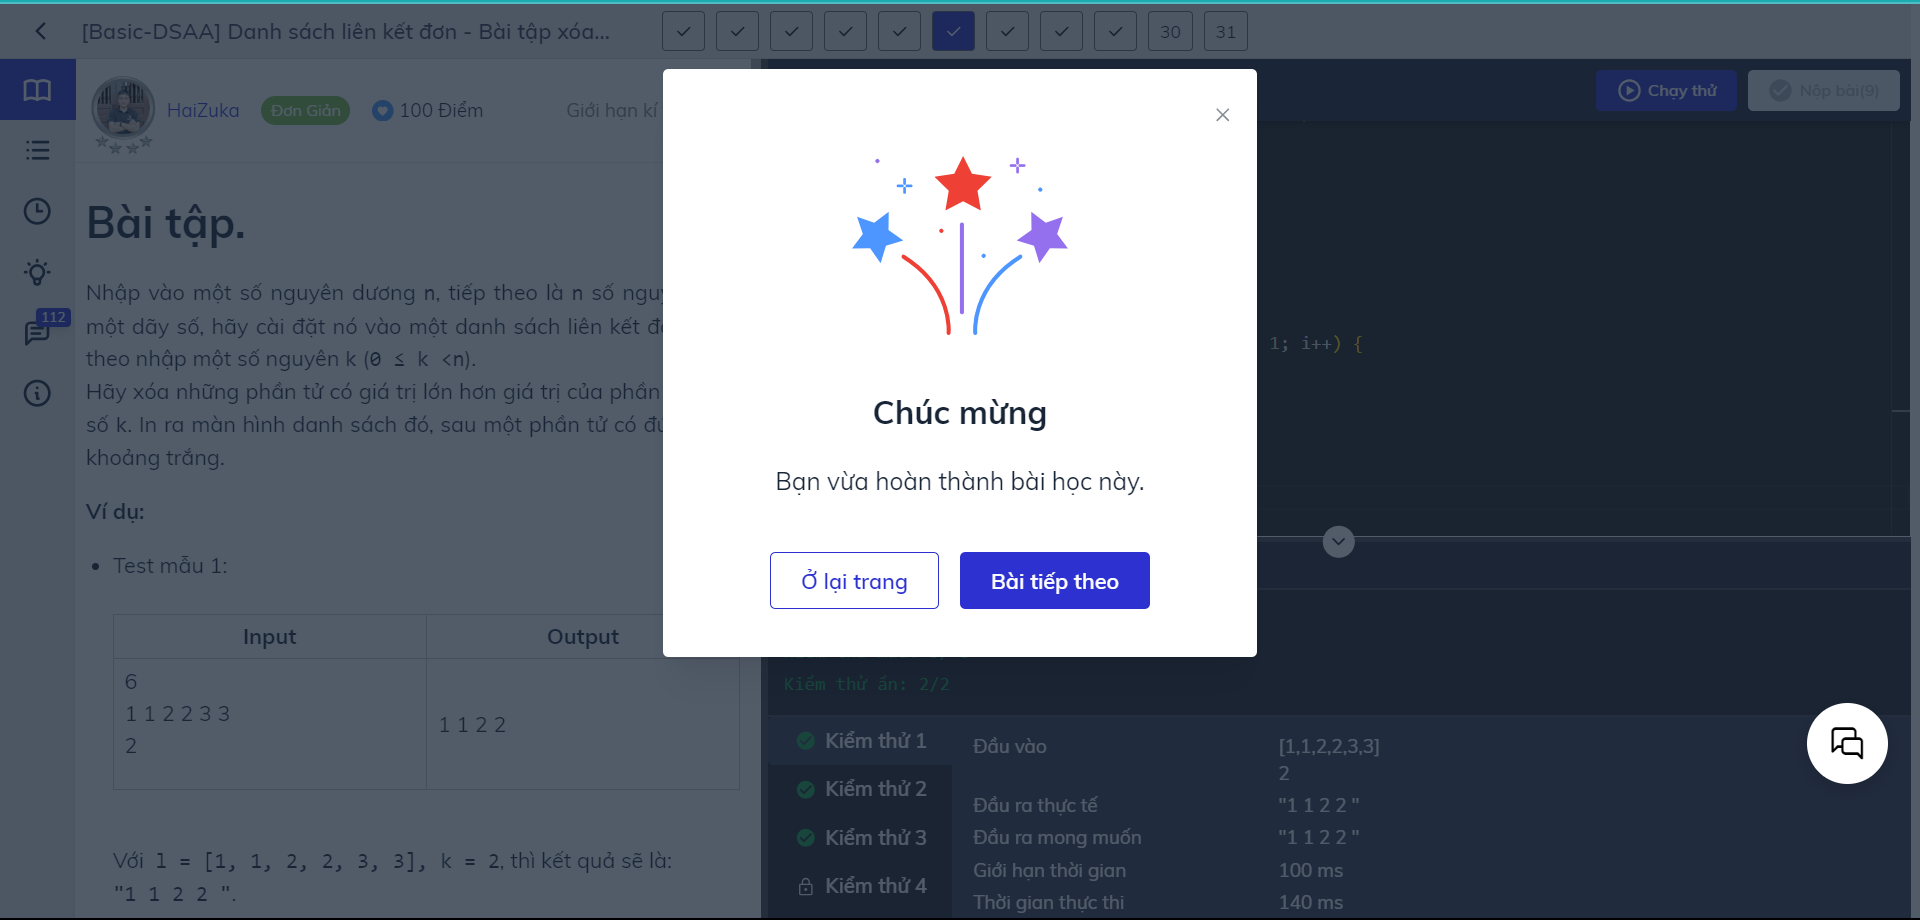 [Basic-DSAA] Danh sách liên kết đơn - Bài tập xóa...
30
31
HaiZuka
Đơn Giản
100 Điểm
Giới hạn kí
Chạy thử
Nộp bài(9)
112
Bài tập.
Nhập vào một số nguyên dương n, tiếp theo là n số
một dãy số, hãy cài đặt nó vào một danh sách liên kết
theo nhập một số nguyên k (0 ≤ k <n).
Hãy xóa những phần tử có giá trị lớn hơn giá trị của phần
số k. In ra màn hình danh sách đó, sau một phần tử có
khoảng trắng.
Ví dụ:
Test mẫu 1:
Input
Output
6
1 1 2 2 3 3
2
1 1 2 2
Với l = [1, 1, 2, 2, 3, 3], k = 2, thì kết quả sẽ là:
"1 1 2 2 ".
1; i++) {
Chúc mừng
Bạn vừa hoàn thành bài học này.
Ở lại trang
Bài tiếp theo
Kiểm thử ẩn: 2/2
Kiểm thử 1
Kiểm thử 2
Kiểm thử 3
Kiểm thử 4
Đầu vào
[1,1,2,2,3,3]
2
Đầu ra thực tế
"1 1 2 2 "
Đầu ra mong muốn
"1 1 2 2 "
Giới hạn thời gian
100 ms
Thời gian thực thi
140 ms